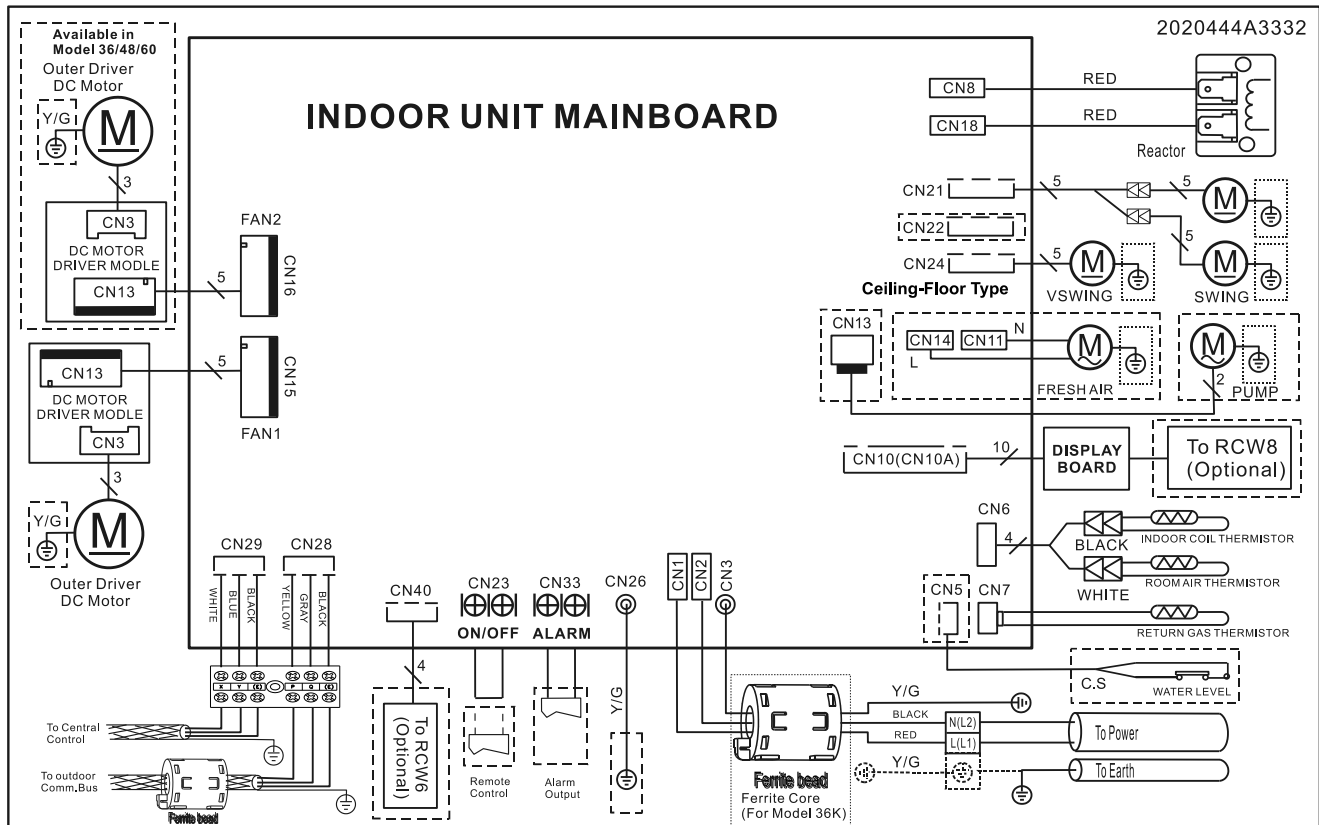 2020444A3332
Available in
Model 36/48/60
Outer Driver
DC Motor
Y/G
M
3
CN3
DC MOTOR
DRIVER MODLE
CN13
5
FAN2
CN16
INDOOR UNIT MAINBOARD
CN8
RED
CN18
RED
Reactor
CN21
5
5
M
CN22
5
CN24
5
M
M
Ceiling-Floor Type
VSWING
SWING
CN13
CN14
CN11
N
L
M
FRESH AIR
M
2
PUMP
CN13
DC MOTOR
DRIVER MODLE
CN3
5
CN15
FAN1
3
Y/G
M
Outer Driver
DC Motor
CN10(CN10A)
10
DISPLAY
BOARD
To RCW8
(Optional)
CN6
4
BLACK
INDOOR COIL THERMISTOR
WHITE
ROOM AIR THERMISTOR
CN5
CN7
RETURN GAS THERMISTOR
C.S
WATER LEVEL
CN29
CN28
WHITE
BLUE
BLACK
YELLOW
GRAY
BLACK
X
Y
(E)
P
Q
(E)
To Central
Control
To outdoor
Comm.Bus
Ferrite bead
CN40
4
To RCW6
(Optional)
CN23
ON/OFF
Remote
Control
CN33
ALARM
Alarm
Output
CN26
Y/G
CN1
CN2
CN3
Ferrite bead
Ferrite Core
(For Model 36K)
Y/G
BLACK
N(L2)
RED
L(L1)
Y/G
To Power
To Earth